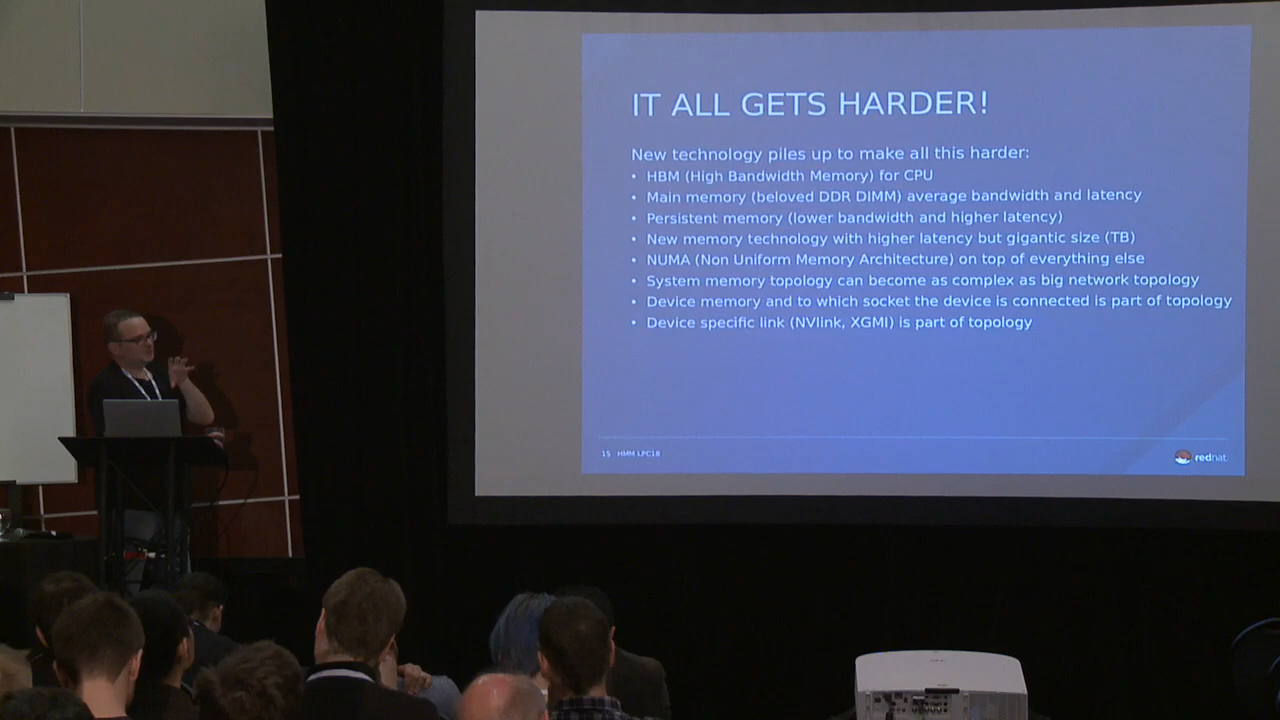 IT ALL GETS HARDER!
New technology piles up to make all this harder:
• HBM (High Bandwidth Memory) for CPU
• Main memory (beloved DDR DIMM) average bandwidth and latency
• Persistent memory (lower bandwidth and higher latency)
• New memory technology with higher latency but gigantic size (TB)
• NUMA (Non Uniform Memory Architecture) on top of everything else
• System memory topology can become as complex as big network topology
• Device memory and to which socket the device is connected is part of topology
• Device specific link (NVlink, XGMI) is part of topology
15 HMM LPC18
redhat.